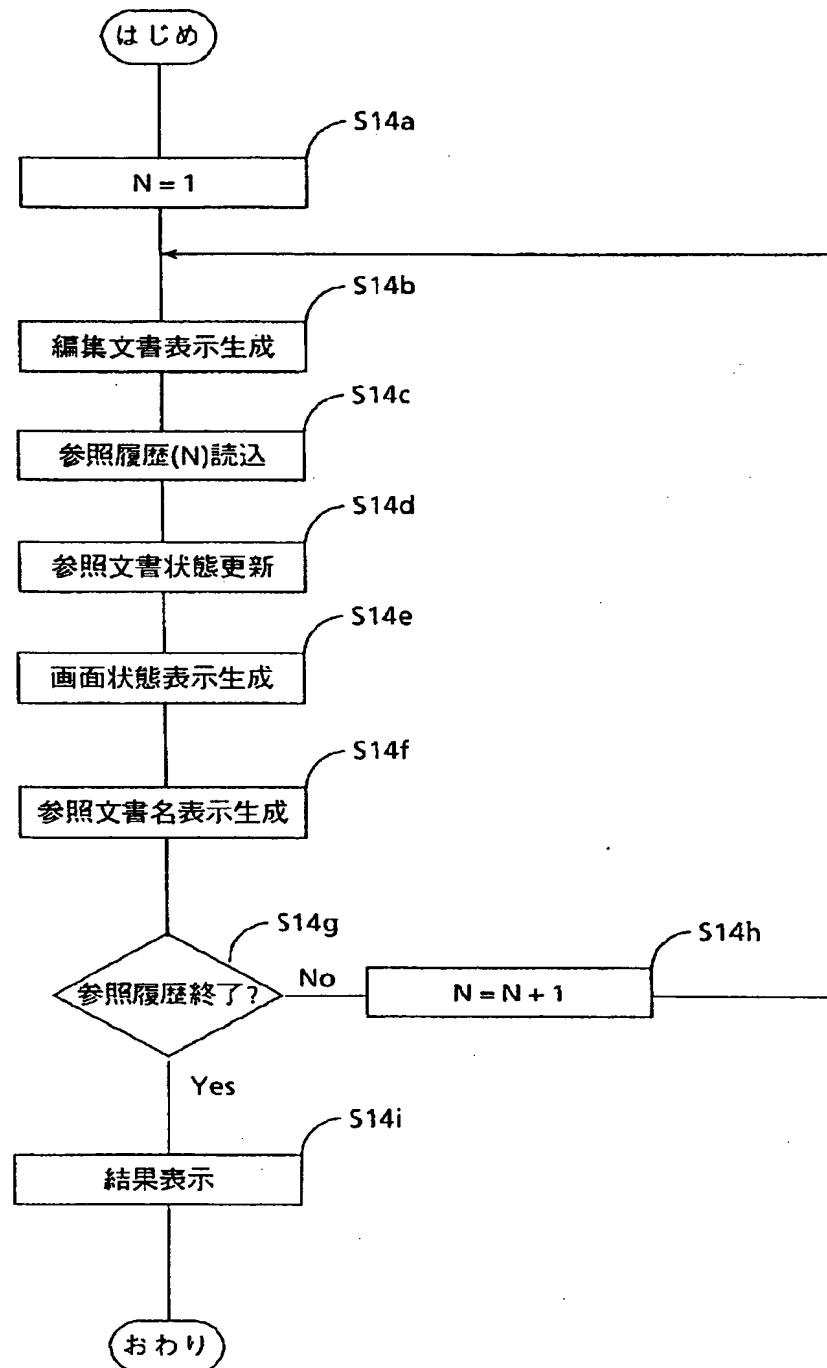 はじめ
S14a
N = 1
S14b
編集文書表示生成
S14c
参照履歴(N)読込
S14d
参照文書状態更新
S14e
画面状態表示生成
S14f
参照文書名表示生成
S14g
参照履歴終了?
No
S14h
N = N + 1
Yes
S14i
結果表示
おわり